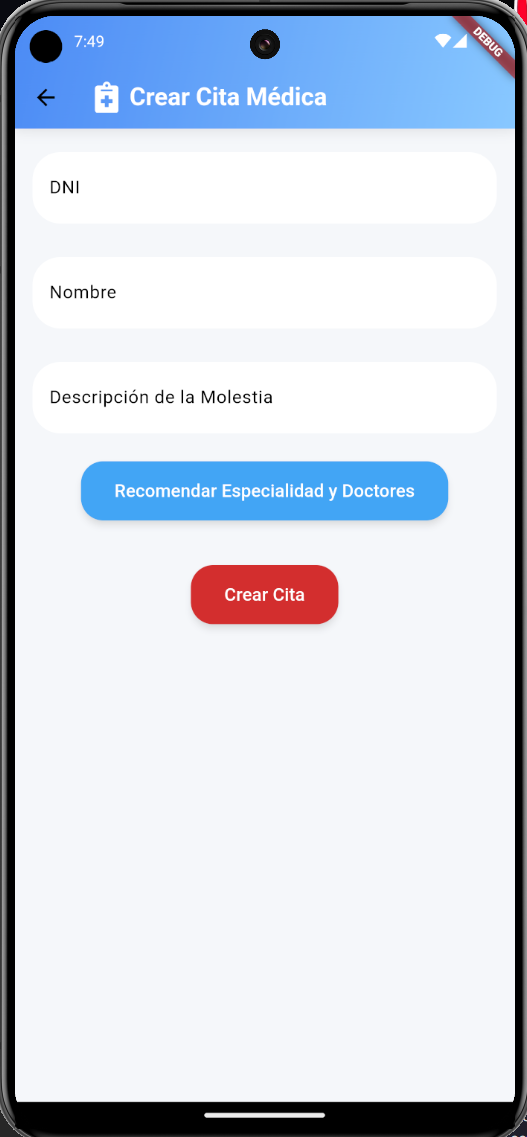 7:49
DEBUG
Crear Cita Médica
DNI
Nombre
Descripción de la Molestia
Recomendar Especialidad y Doctores
Crear Cita